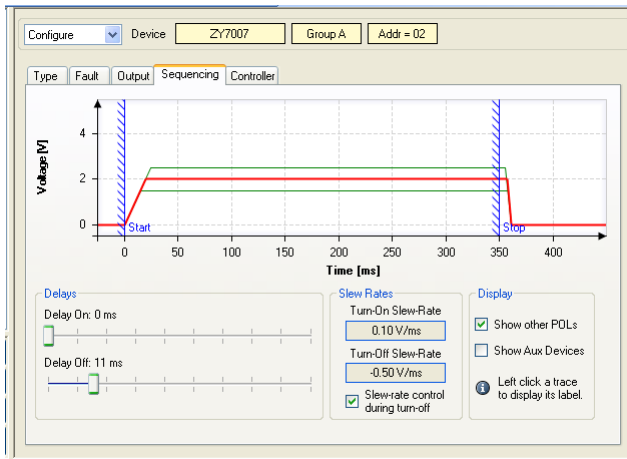 Configure Device ZY7007 Group A Addr = 02
Type Fault Output Sequencing Controller
Voltage [V]
4
2
0
Start Stop
0 50 100 150 200 250 300 350 400
Time [ms]
Delays
Delay On: 0 ms
Delay Off: 11 ms
Slew Rates
Turn-On Slew-Rate
0.10 V/ms
Turn-Off Slew-Rate
-0.50 V/ms
Slew-rate control
during turn-off
Display
Show other POLs
Show Aux Devices
Left click a trace
to display its label.